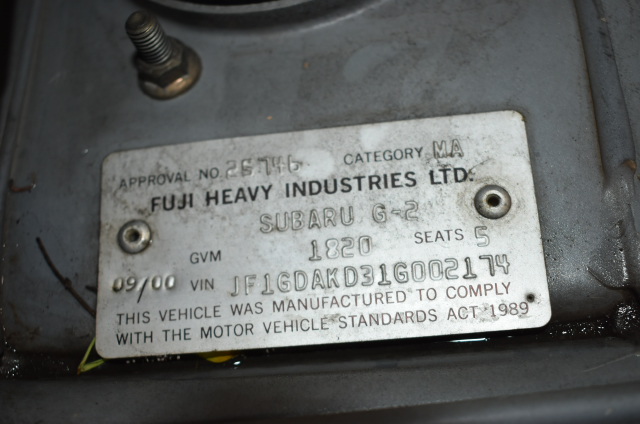 APPROVAL NO. 25746 CATEGORY MA
FUJI HEAVY INDUSTRIES LTD.
SUBARU G-2
GVM 1820 SEATS 5
09/00 VIN JF1GDAKD31G002174
THIS VEHICLE WAS MANUFACTURED TO COMPLY
WITH THE MOTOR VEHICLE STANDARDS ACT 1989